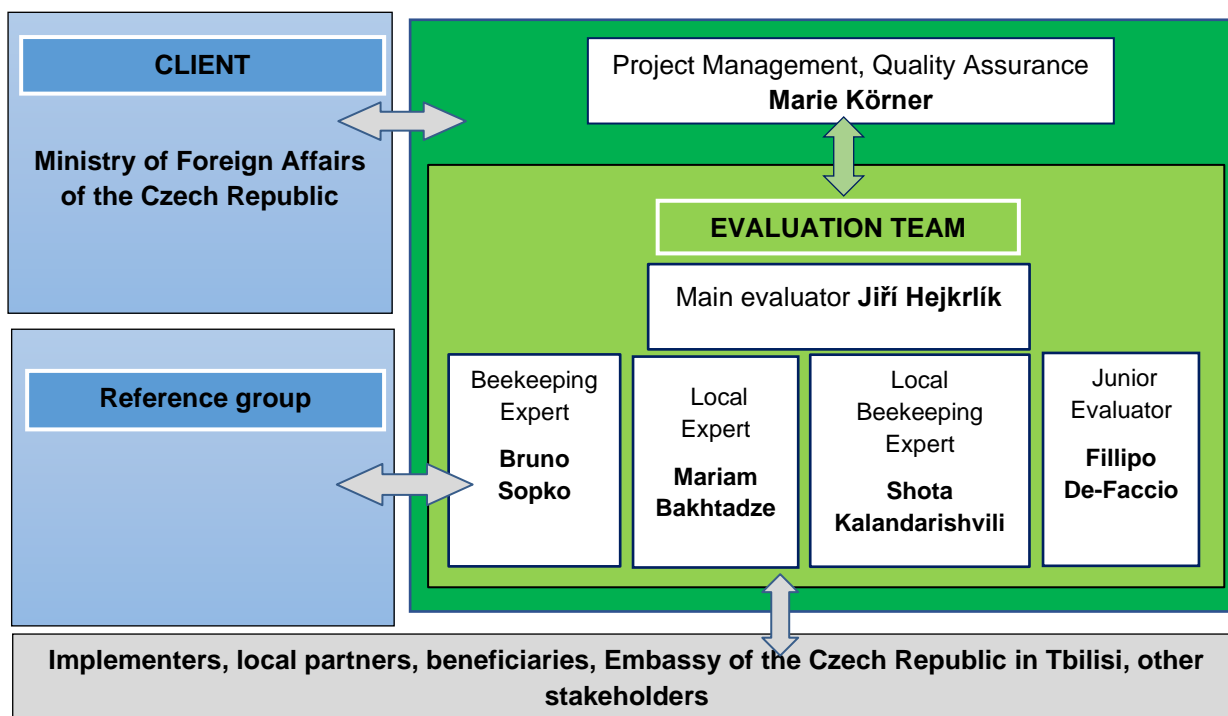 CLIENT
Ministry of Foreign Affairs
of the Czech Republic
Reference group
Project Management, Quality Assurance
Marie Körner
EVALUATION TEAM
Main evaluator Jiří Hejkrlík
Beekeeping
Expert
Bruno
Sopko
Local
Expert
Mariam
Bakhtadze
Local
Beekeeping
Expert
Shota
Kalandarishvili
Junior
Evaluator
Fillipo
De-Faccio
Implementers, local partners, beneficiaries, Embassy of the Czech Republic in Tbilisi, other
stakeholders